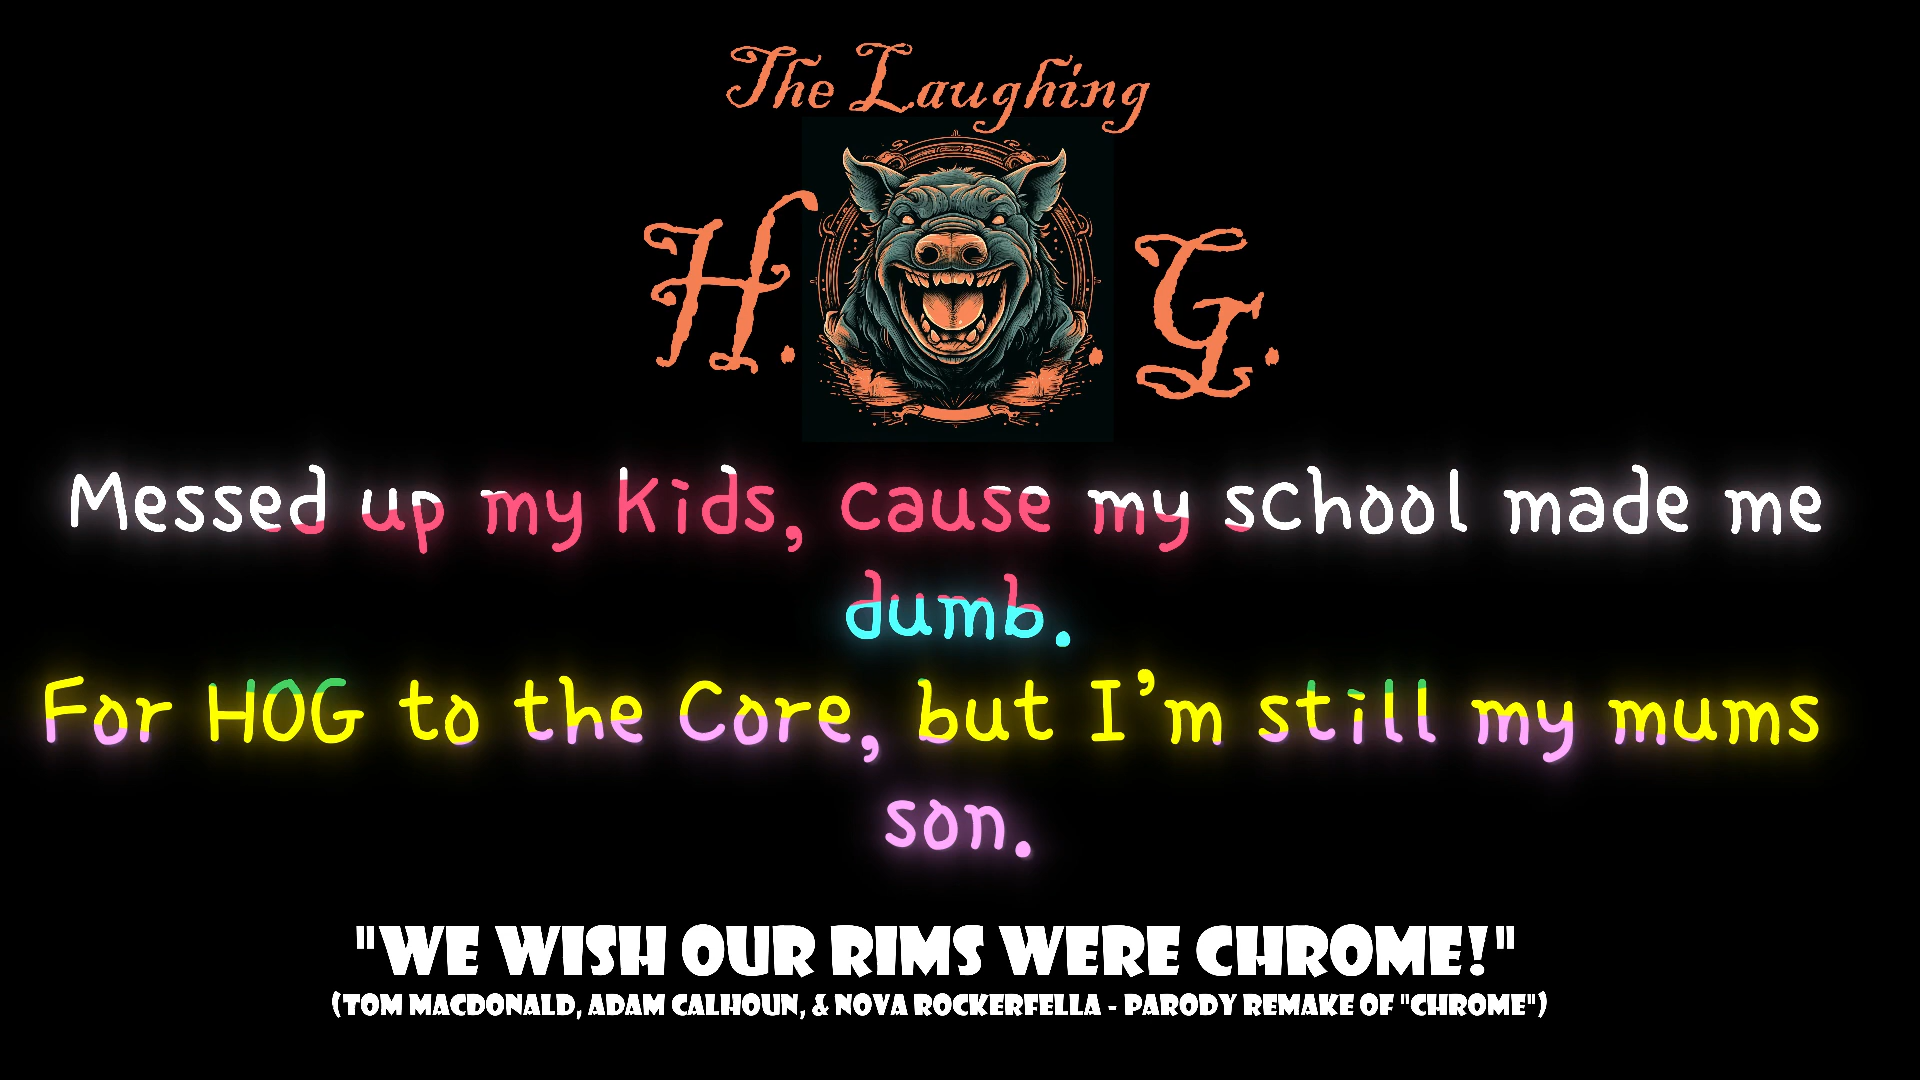 The Laughing
H. . G.
Messed up my kids, cause my school made me
dumb.
For HOG to the Core, but I'm still my mums
son.
"WE WISH OUR RIMS WERE CHROME!"
(TOM MACDONALD, ADAM CALHOUN, & NOVA ROCKERFELLA - PARODY REMAKE OF "CHROME")